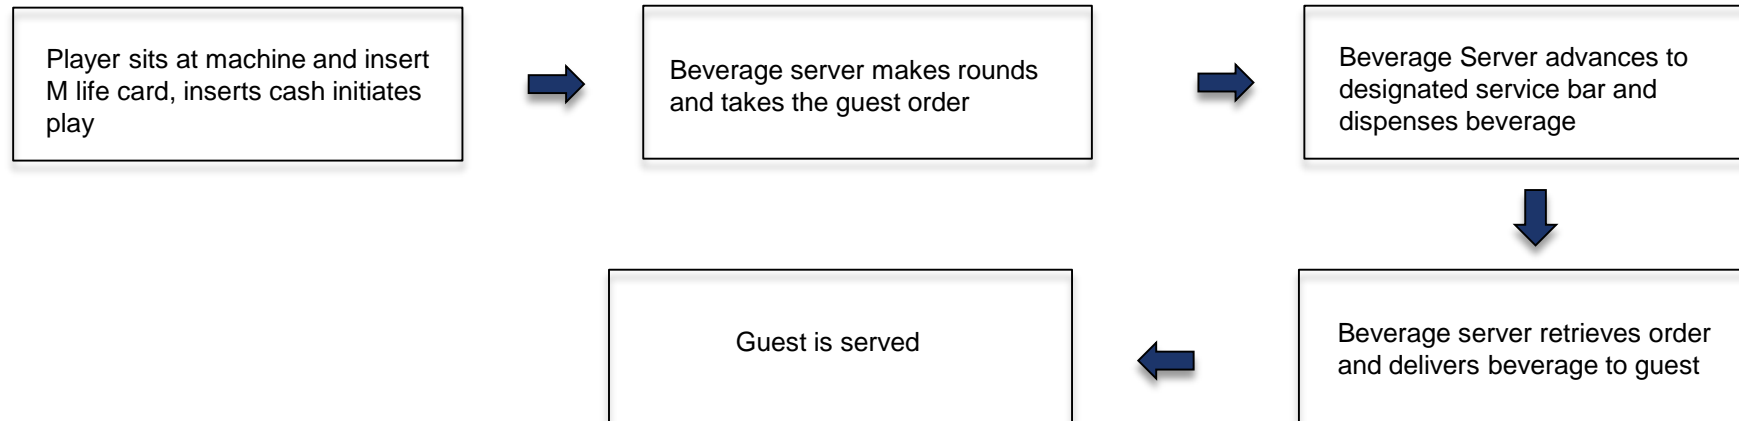 Player sits at machine and insert
M life card, inserts cash initiates
play
Beverage server makes rounds
and takes the guest order
Beverage Server advances to
designated service bar and
dispenses beverage
Beverage server retrieves order
and delivers beverage to guest
Guest is served